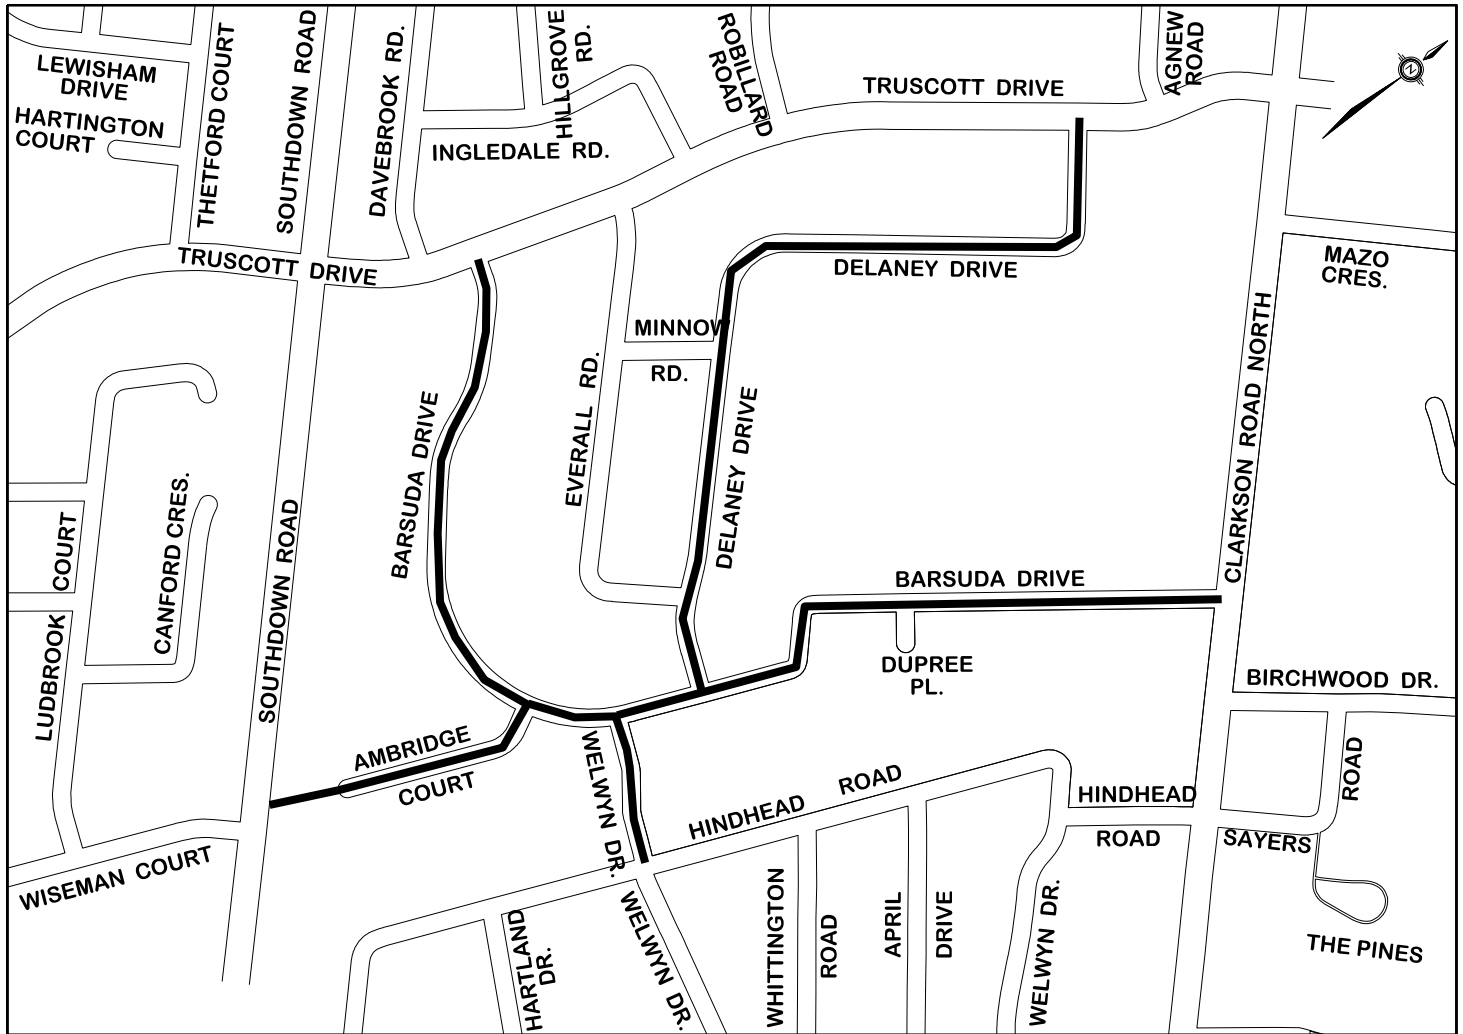 LEWISHAM
DRIVE
HARTINGTON
COURT
THETFORD COURT
SOUTHDOWN ROAD
DAVEBROOK RD.
HILLGROVE
RD.
INGLEDALE RD.
ROBILLARD
ROAD
TRUSCOTT DRIVE
AGNEW
ROAD
N
TRUSCOTT DRIVE
DELANEY DRIVE
MAZO
CRES.
MINNOW
RD.
BARSUDA DRIVE
EVERALL RD.
DELANEY DRIVE
CLARKSON ROAD NORTH
COURT
LUDBROOK
CANFORD CRES.
SOUTHDOWN ROAD
BARSUDA DRIVE
DUPREE
PL.
BIRCHWOOD DR.
AMBRIDGE
COURT
WELWYN DR.
HINDHEAD ROAD
HINDHEAD
ROAD
ROAD
SAYERS
WISEMAN COURT
HARTLAND
DR.
WELWYN DR.
WHITTINGTON
ROAD
APRIL
DRIVE
WELWYN DR.
THE PINES